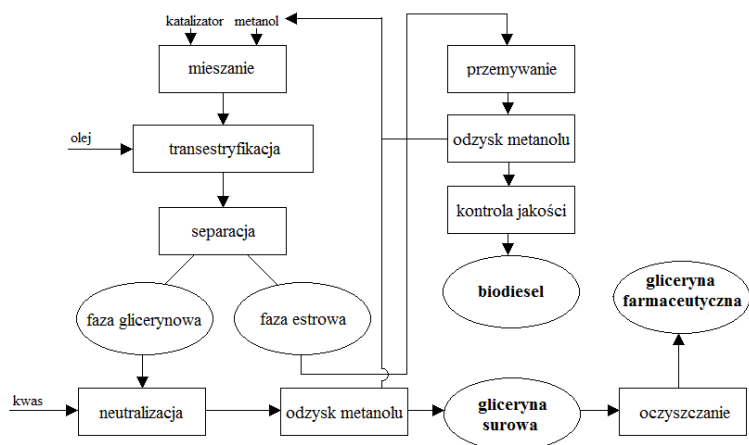 katalizator metanol
mieszanie
przemywanie
olej
transestryfikacja
odzysk metanolu
separacja
kontrola jakości
faza glicerynowa
faza estrowa
biodiesel
gliceryna
farmaceutyczna
kwas
neutralizacja
odzysk metanolu
gliceryna
surowa
oczyszczanie